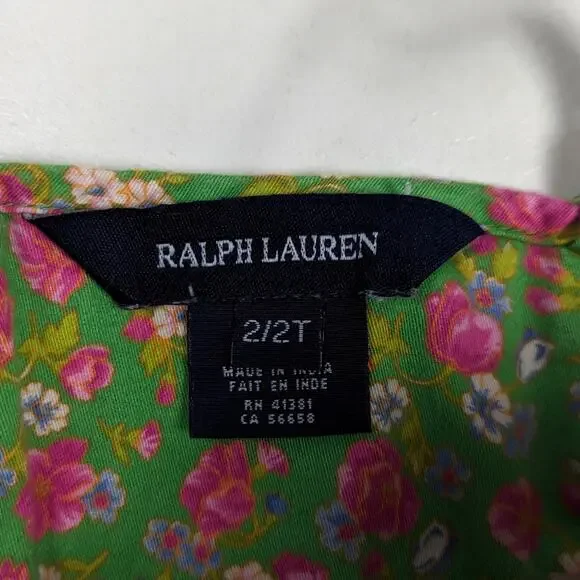 RALPH LAUREN
2/2T
MADE IN INDIA
FAIT EN INDE
RN 41381
CA 56658